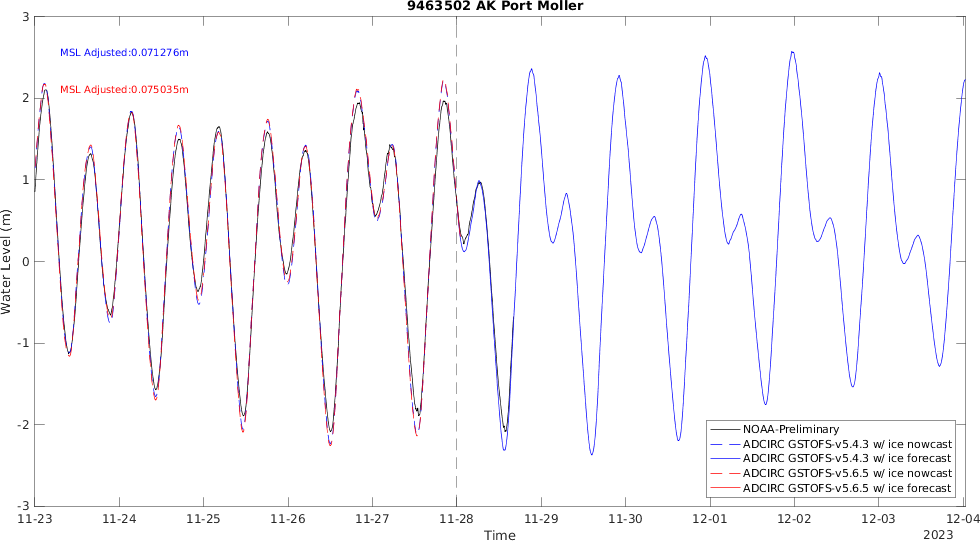 9463502 AK Port Moller
MSL Adjusted:0.071276m
MSL Adjusted:0.075035m
3
2
1
0
-1
-2
-3
Water Level (m)
NOAA-Preliminary
ADCIRC GSTOFS-v5.4.3 w/ ice nowcast
ADCIRC GSTOFS-v5.4.3 w/ ice forecast
ADCIRC GSTOFS-v5.6.5 w/ ice nowcast
ADCIRC GSTOFS-v5.6.5 w/ ice forecast
11-23 11-24 11-25 11-26 11-27 11-28 11-29 11-30 12-01 12-02 12-03 12-04
Time
2023